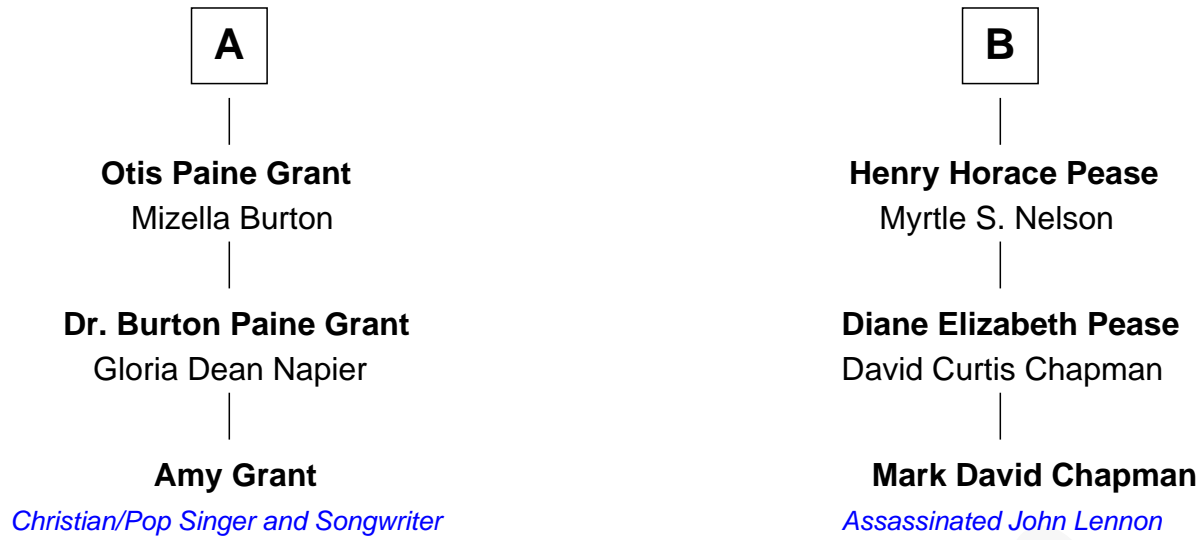 A
Otis Paine Grant
Mizella Burton
Dr. Burton Paine Grant
Gloria Dean Napier
Amy Grant
Christian/Pop Singer and Songwriter
B
Henry Horace Pease
Myrtle S. Nelson
Diane Elizabeth Pease
David Curtis Chapman
Mark David Chapman
Assassinated John Lennon